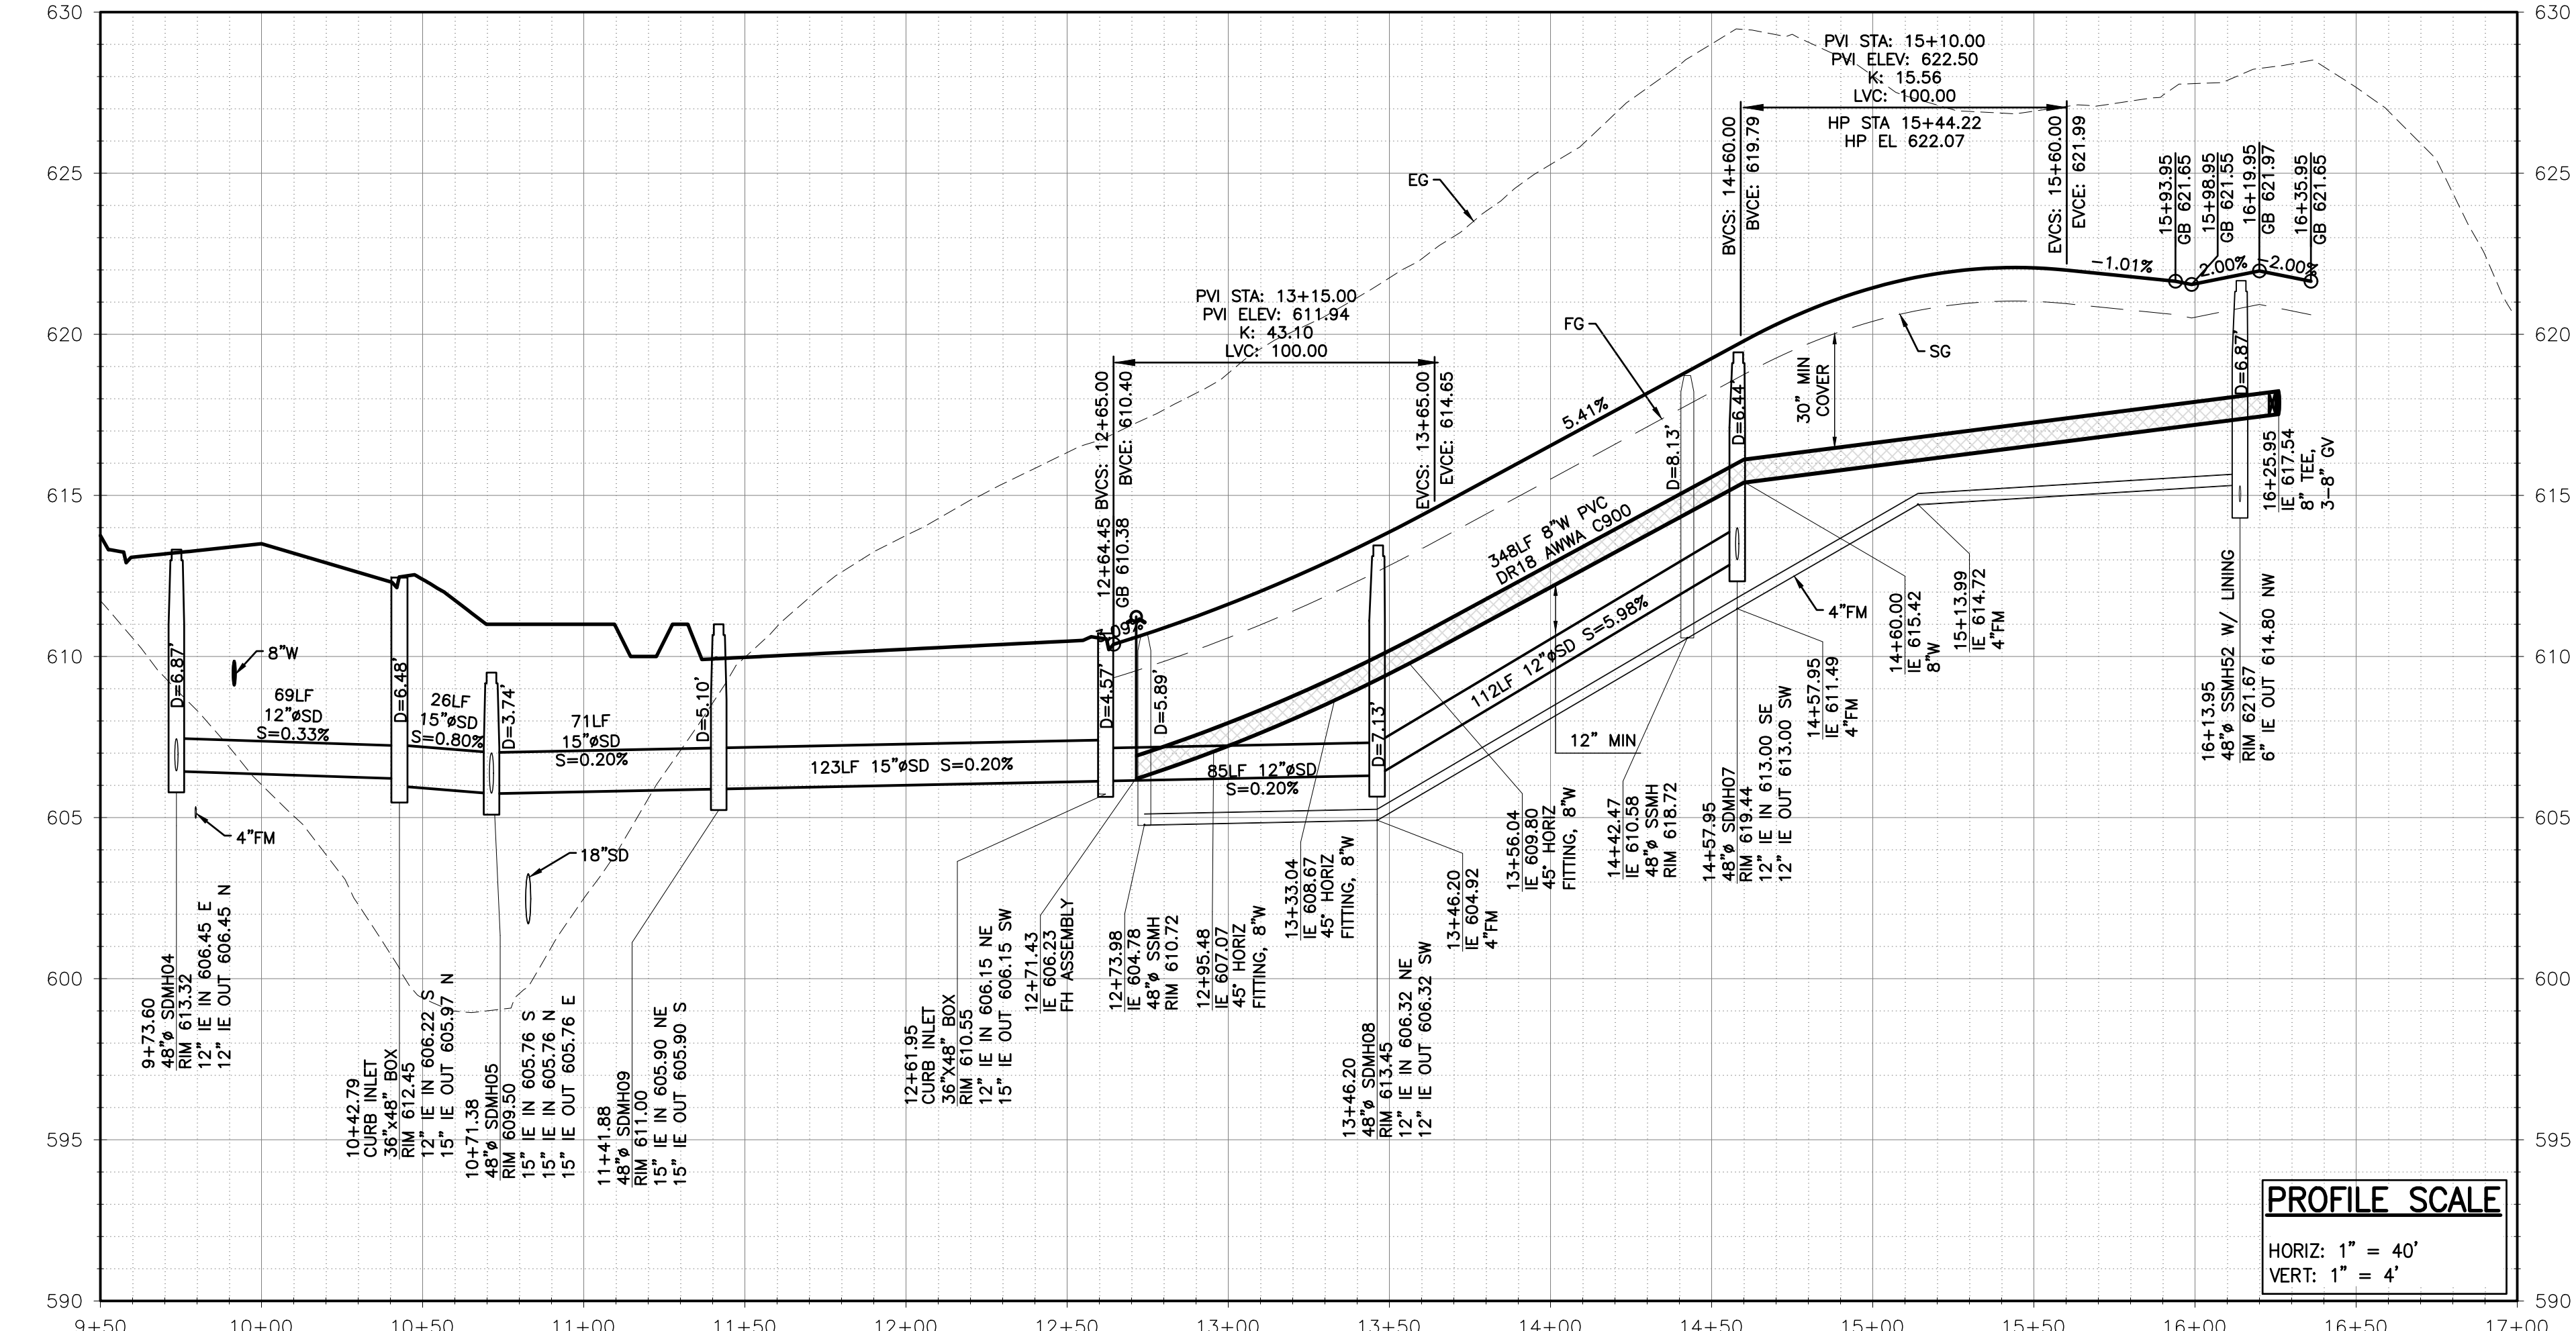 630
625
620
615
610
605
600
595
590
630
625
620
615
610
605
600
595
590
PVI STA: 15+10.00
PVI ELEV: 622.50
K: 15.56
LVC: 100.00
HP STA 15+44.22
HP EL 622.07
BVCS: 14+60.00
BVCE: 619.79
EVCS: 15+60.00
EVCE: 621.99
15+93.95
GB 621.65
15+98.95
GB 621.55
16+19.95
GB 621.97
16+35.95
GB 621.65
-1.01%
2.00%
-2.00%
EG
PVI STA: 13+15.00
PVI ELEV: 611.94
K: 43.10
LVC: 100.00
12+64.45
GB 610.38
BVCS: 12+65.00
BVCE: 610.40
EVCS: 13+65.00
EVCE: 614.65
FG
SG
5.41%
30" MIN
COVER
D=8.13'
D=6.44'
D=6.87'
348LF 8"W PVC
DR18 AWWA C900
112LF 12"øSD S=5.98%
4"FM
12" MIN
D=6.87'
8"W
69LF
12"øSD
S=0.33%
D=6.48'
26LF
15"øSD
S=0.80%
D=3.74'
71LF
15"øSD
S=0.20%
D=5.10'
123LF 15"øSD S=0.20%
D=4.57'
D=5.89'
85LF 12"øSD
S=0.20%
D=7.13'
4"FM
18"SD
9+73.60
48"ø SDMH04
RIM 613.32
12" IE IN 606.45 E
12" IE OUT 606.45 N
10+42.79
CURB INLET
36"x48" BOX
RIM 612.45
12" IE IN 606.22 S
15" IE OUT 605.97 N
10+71.38
48"ø SDMH05
RIM 609.50
15" IE IN 605.76 S
15" IE IN 605.76 N
15" IE OUT 605.76 E
11+41.88
48"ø SDMH09
RIM 611.00
15" IE IN 605.90 NE
15" IE OUT 605.90 S
12+61.95
CURB INLET
36"X48" BOX
RIM 610.55
12" IE IN 606.15 NE
15" IE OUT 606.15 SW
12+71.43
IE 606.23
FH ASSEMBLY
12+73.98
IE 604.78
48"ø SSMH
RIM 610.72
12+95.48
IE 607.07
45° HORIZ
FITTING, 8"W
13+33.04
IE 608.67
45° HORIZ
FITTING, 8"W
13+46.20
48"ø SDMH08
RIM 613.45
12" IE IN 606.32 NE
12" IE OUT 606.32 SW
13+46.20
IE 604.92
4"FM
13+56.04
IE 609.80
45° HORIZ
FITTING, 8"W
14+42.47
IE 610.58
48"ø SSMH
RIM 618.72
14+57.95
48"ø SDMH07
RIM 619.44
12" IE IN 613.00 SE
12" IE OUT 613.00 SW
14+57.95
IE 611.49
4"FM
14+60.00
IE 615.42
8"W
15+13.99
IE 614.72
4"FM
16+13.95
48"ø SSMH52 W/ LINING
RIM 621.67
6" IE OUT 614.80 NW
16+25.95
IE 617.54
8" TEE,
3-8" GV
PROFILE SCALE
HORIZ: 1" = 40'
VERT: 1" = 4'
9+50 10+00 10+50 11+00 11+50 12+00 12+50 13+00 13+50 14+00 14+50 15+00 15+50 16+00 16+50 17+00